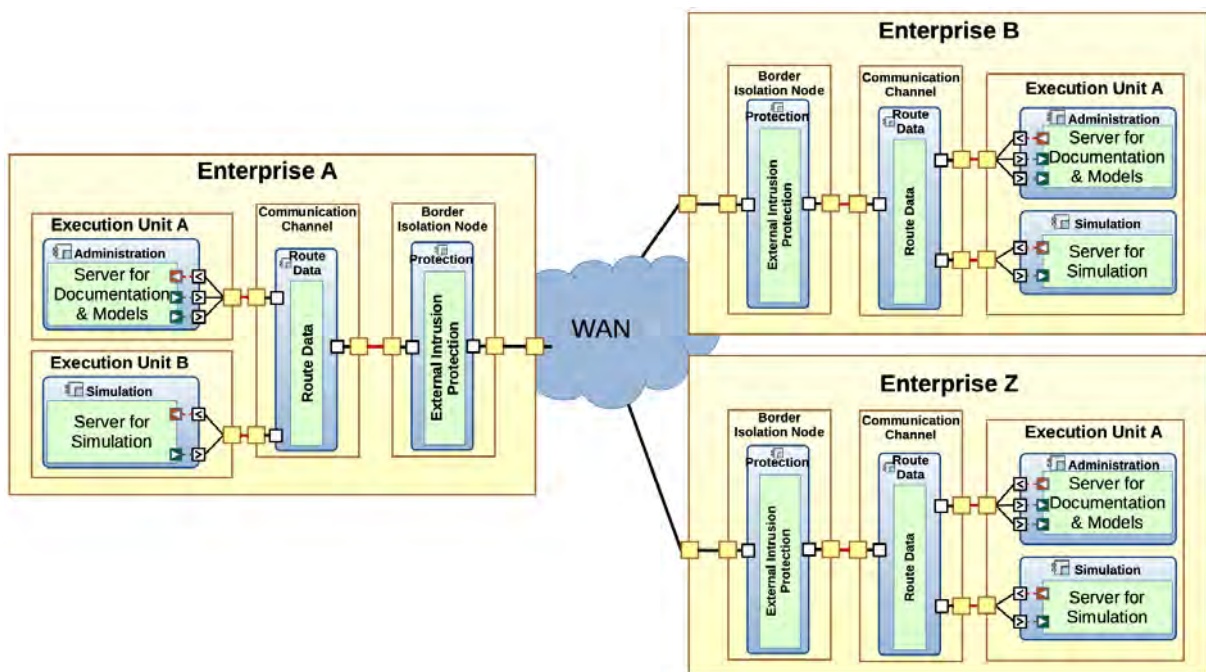 Enterprise A
Execution Unit A
Administration
Server for
Documentation
& Models
Execution Unit B
Simulation
Server for
Simulation
Communication
Channel
Route
Data
Route Data
Border
Isolation Node
Protection
External Intrusion
Protection
WAN
Enterprise B
Border
Isolation Node
Protection
External Intrusion
Protection
Communication
Channel
Route
Data
Route Data
Execution Unit A
Administration
Server for
Documentation
& Models
Simulation
Server for
Simulation
Enterprise Z
Border
Isolation Node
Protection
External Intrusion
Protection
Communication
Channel
Route
Data
Route Data
Execution Unit A
Administration
Server for
Documentation
& Models
Simulation
Server for
Simulation